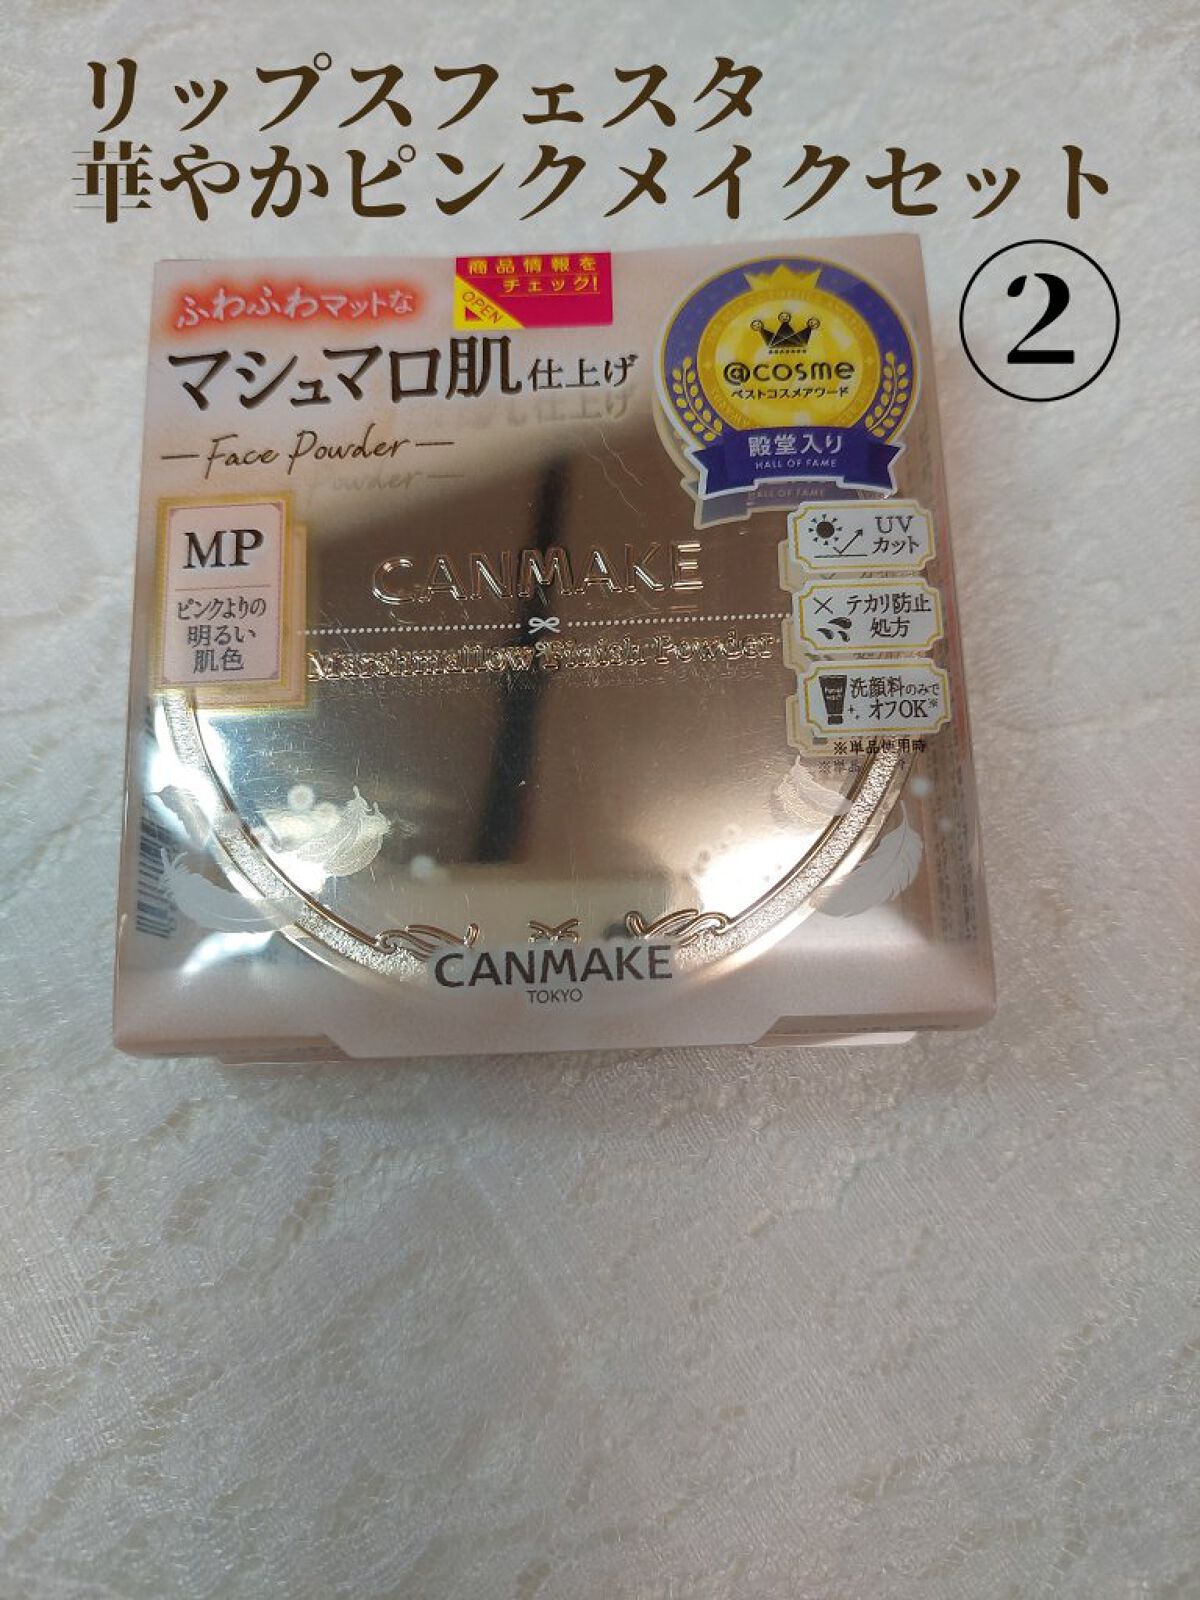 リップスフェスタ
華やかピンクメイクセット
②
商品情報を
チェック!
OPEN
ふわふわマットな
マシュマロ肌仕上げ
Face Powder
@cosme
ベストコスメアワード
殿堂入り
HALL OF FAME
MP
ピンクよりの
明るい
肌色
UV
カット
テカリ防止
処方
洗顔料のみで
オフOK※
※単品使用時
CANMAKE
Marshmallow Finish Powder
CANMAKE
TOKYO